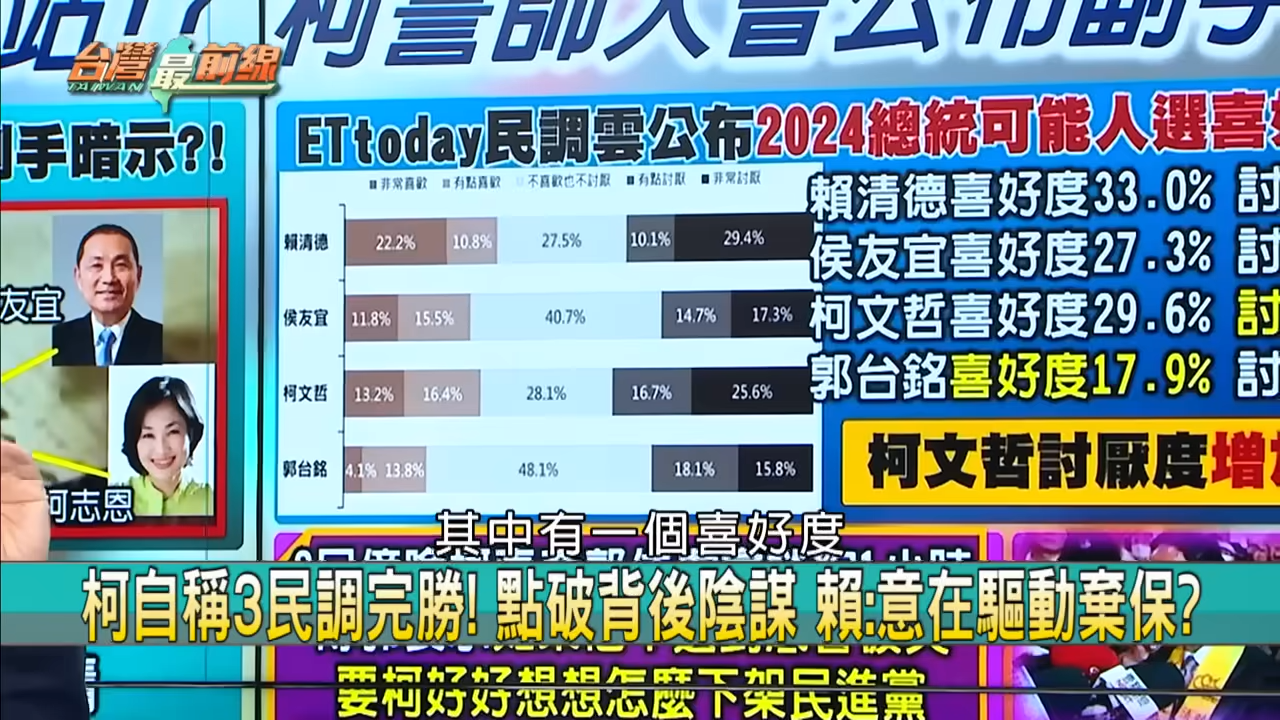 柯
台灣最前線
TAIWAN
手暗示?!
友宜
柯志恩
ETtoday民調雲公布2024總統可能人選喜
非常喜歡 有點喜歡 不喜歡也不討厭 有點討厭 非常討厭
賴清德 22.2% 10.8% 27.5% 10.1% 29.4%
侯友宜 11.8% 15.5% 40.7% 14.7% 17.3%
柯文哲 13.2% 16.4% 28.1% 16.7% 25.6%
郭台銘 4.1% 13.8% 48.1% 18.1% 15.8%
賴清德喜好度33.0% 討
侯友宜喜好度27.3% 討
柯文哲喜好度29.6% 討
郭台銘喜好度17.9% 討
柯文哲討厭度增加
其中有一個喜好度
柯自稱3民調完勝! 點破背後陰謀 賴:意在驅動棄保?
要柯好好想想怎麼下架民進黨